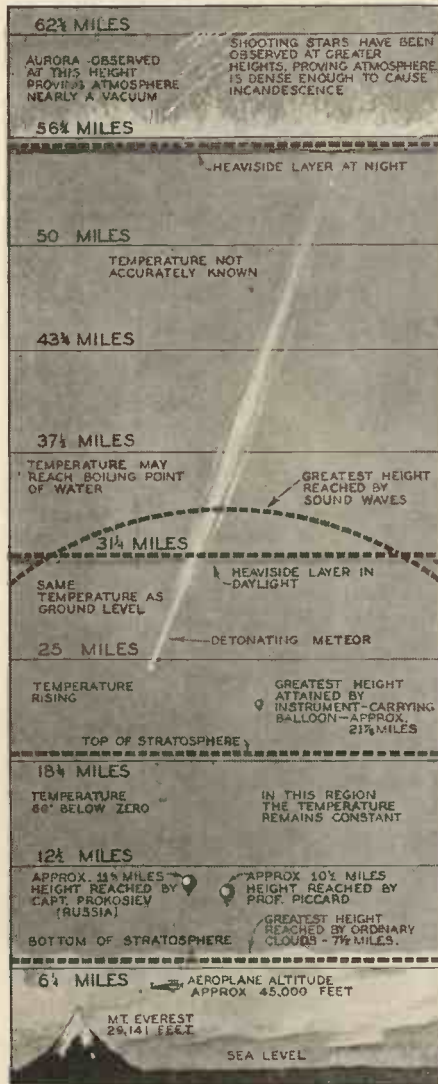 62½ MILES
AURORA OBSERVED
AT THIS HEIGHT
PROVING ATMOSPHERE
NEARLY A VACUUM
SHOOTING STARS HAVE BEEN
OBSERVED AT GREATER
HEIGHTS, PROVING ATMOSPHERE
IS DENSE ENOUGH TO CAUSE
INCANDESCENCE
56¼ MILES
HEAVISIDE LAYER AT NIGHT
50 MILES
TEMPERATURE NOT
ACCURATELY KNOWN
43¾ MILES
37½ MILES
TEMPERATURE MAY
REACH BOILING POINT
OF WATER
GREATEST HEIGHT
REACHED BY
SOUND WAVES
31¼ MILES
HEAVISIDE LAYER IN
DAYLIGHT
SAME
TEMPERATURE AS
GROUND LEVEL
DETONATING METEOR
25 MILES
TEMPERATURE
RISING
GREATEST HEIGHT
ATTAINED BY
INSTRUMENT-CARRYING
BALLOON-APPROX.
MILES
TOP OF STRATOSPHERE
18¾ MILES
TEMPERATURE
BELOW ZERO
IN THIS REGION
THE TEMPERATURE
REMAINS CONSTANT
12½ MILES
APPROX. MILES
HEIGHT REACHED BY
CAPT. PROKOSIEV
(RUSSIA)
APPROX 10½ MILES
HEIGHT REACHED BY
PROF. PICCARD
GREATEST HEIGHT
REACHED BY ORDINARY
CLOUDS - 7½ MILES.
BOTTOM OF STRATOSPHERE
6¼ MILES
AEROPLANE ALTITUDE
APPROX 45,000 FEET
MT. EVEREST
29,141 FEET
SEA LEVEL